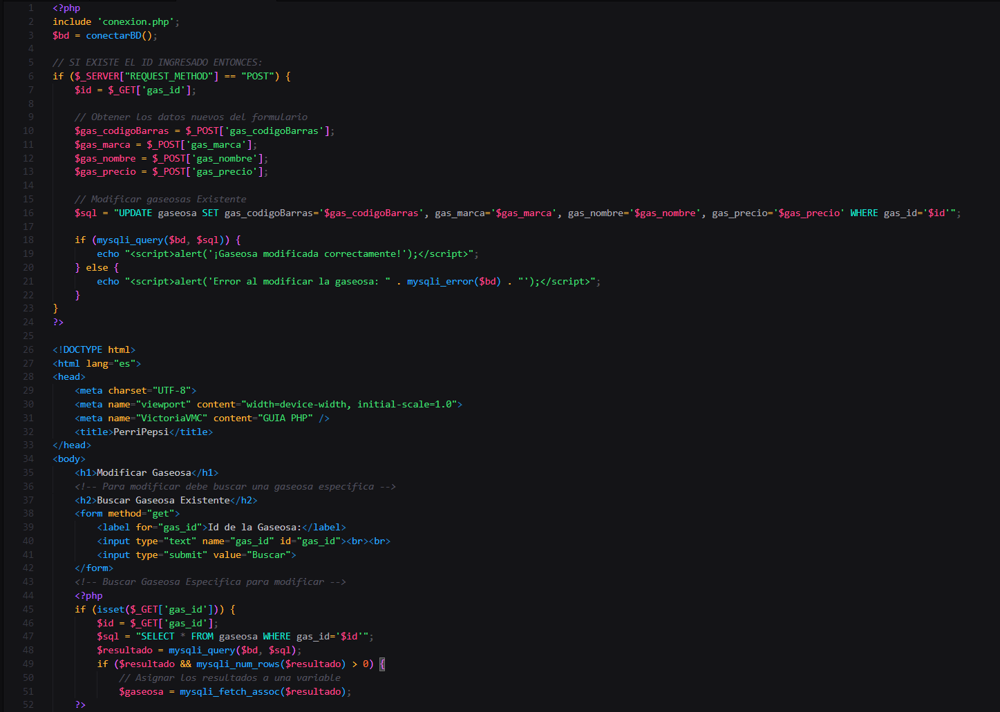 1 <?php
2 include 'conexion.php';
3 $bd = conectarBD();
4
5 // SI EXISTE EL ID INGRESADO ENTONCES:
6 if ($_SERVER["REQUEST_METHOD"] == "POST") {
7     $id = $_GET['gas_id'];
8
9     // Obtener los datos nuevos del formulario
10     $gas_codigoBarras = $_POST['gas_codigoBarras'];
11     $gas_marca = $_POST['gas_marca'];
12     $gas_nombre = $_POST['gas_nombre'];
13     $gas_precio = $_POST['gas_precio'];
14
15     // Modificar gaseosas Existente
16     $sql = "UPDATE gaseosa SET gas_codigoBarras='$gas_codigoBarras', gas_marca='$gas_marca', gas_nombre='$gas_nombre', gas_precio='$gas_precio' WHERE gas_id='$id'";
17
18     if (mysqli_query($bd, $sql)) {
19         echo "<script>alert('¡Gaseosa modificada correctamente!');</script>";
20     } else {
21         echo "<script>alert('Error al modificar la gaseosa: " . mysqli_error($bd) . "');</script>";
22     }
23 }
24 ?>
25
26 <!DOCTYPE html>
27 <html lang="es">
28 <head>
29     <meta charset="UTF-8">
30     <meta name="viewport" content="width=device-width, initial-scale=1.0">
31     <meta name="VictoriaVMC" content="GUIA PHP" />
32     <title>PerriPepsi</title>
33 </head>
34 <body>
35     <h1>Modificar Gaseosa</h1>
36     <!-- Para modificar debe buscar una gaseosa especifica -->
37     <h2>Buscar Gaseosa Existente</h2>
38     <form method="get">
39         <label for="gas_id">Id de la Gaseosa:</label>
40         <input type="text" name="gas_id" id="gas_id"><br><br>
41         <input type="submit" value="Buscar">
42     </form>
43     <!-- Buscar Gaseosa Especifica para modificar -->
44     <?php
45     if (isset($_GET['gas_id'])) {
46         $id = $_GET['gas_id'];
47         $sql = "SELECT * FROM gaseosa WHERE gas_id='$id'";
48         $resultado = mysqli_query($bd, $sql);
49         if ($resultado && mysqli_num_rows($resultado) > 0) {
50             // Asignar los resultados a una variable
51             $gaseosa = mysqli_fetch_assoc($resultado);
52     ?>